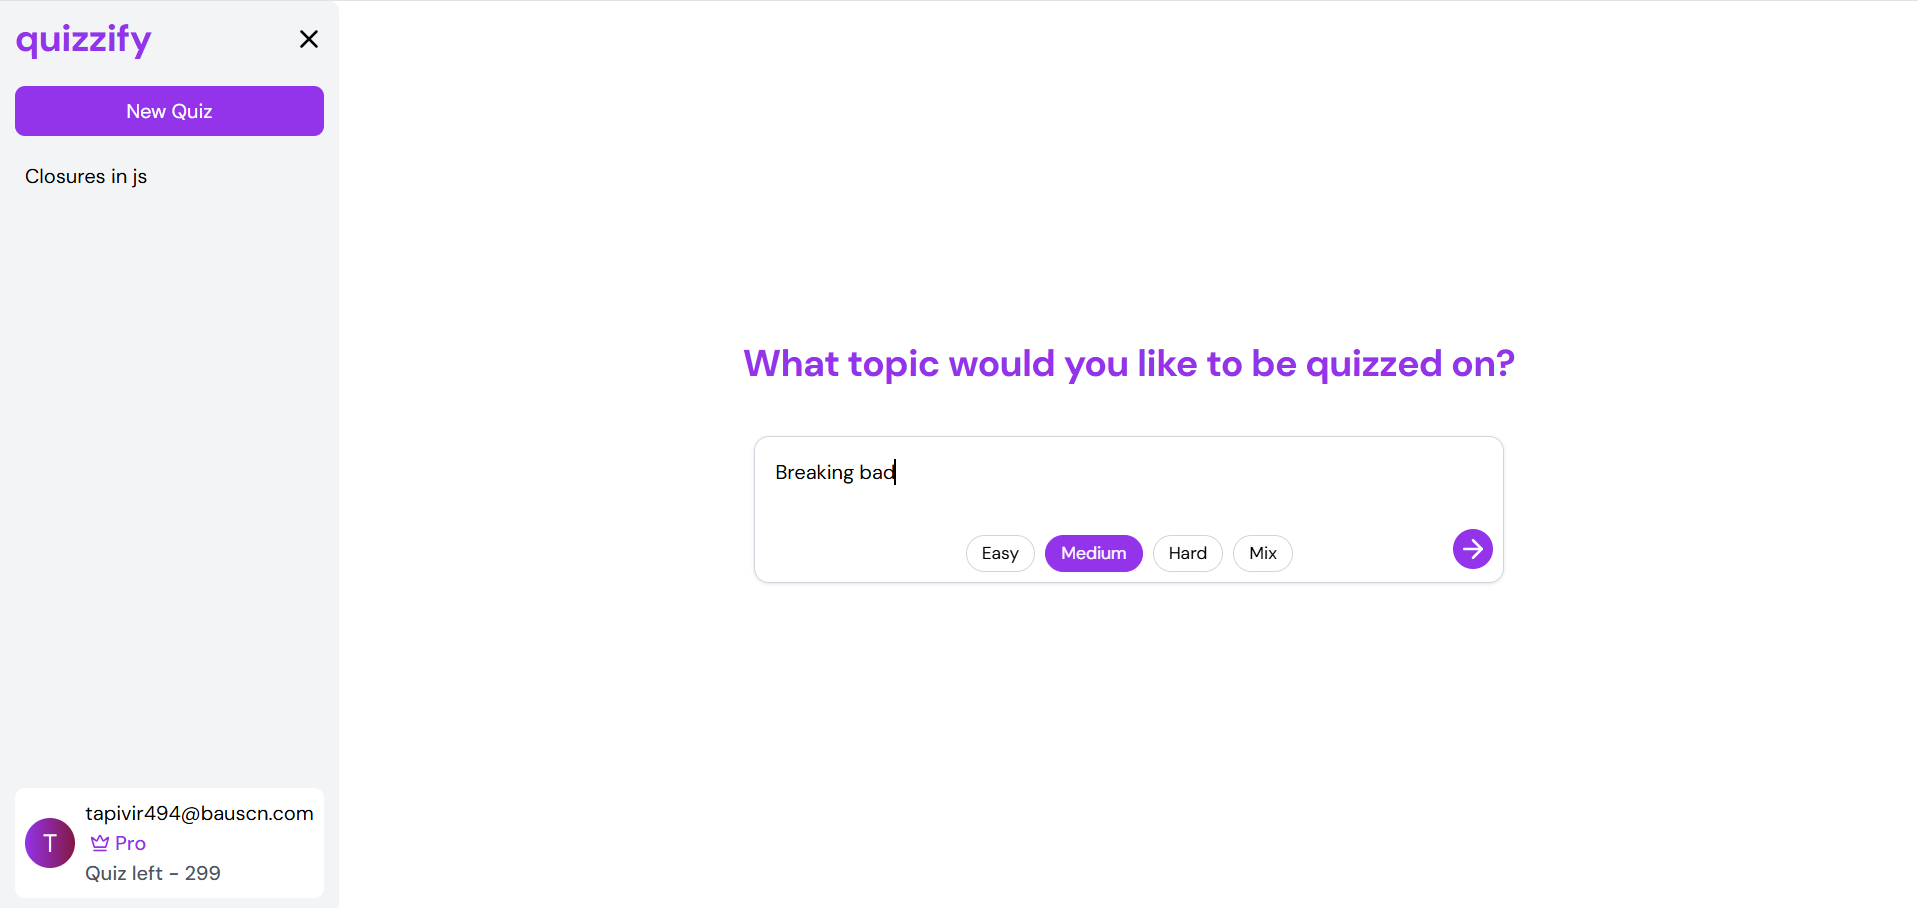 quizzify
New Quiz
Closures in js
What topic would you like to be quizzed on?
Breaking bad
Easy
Medium
Hard
Mix
T
tapivir494@bauscn.com
Pro
Quiz left - 299